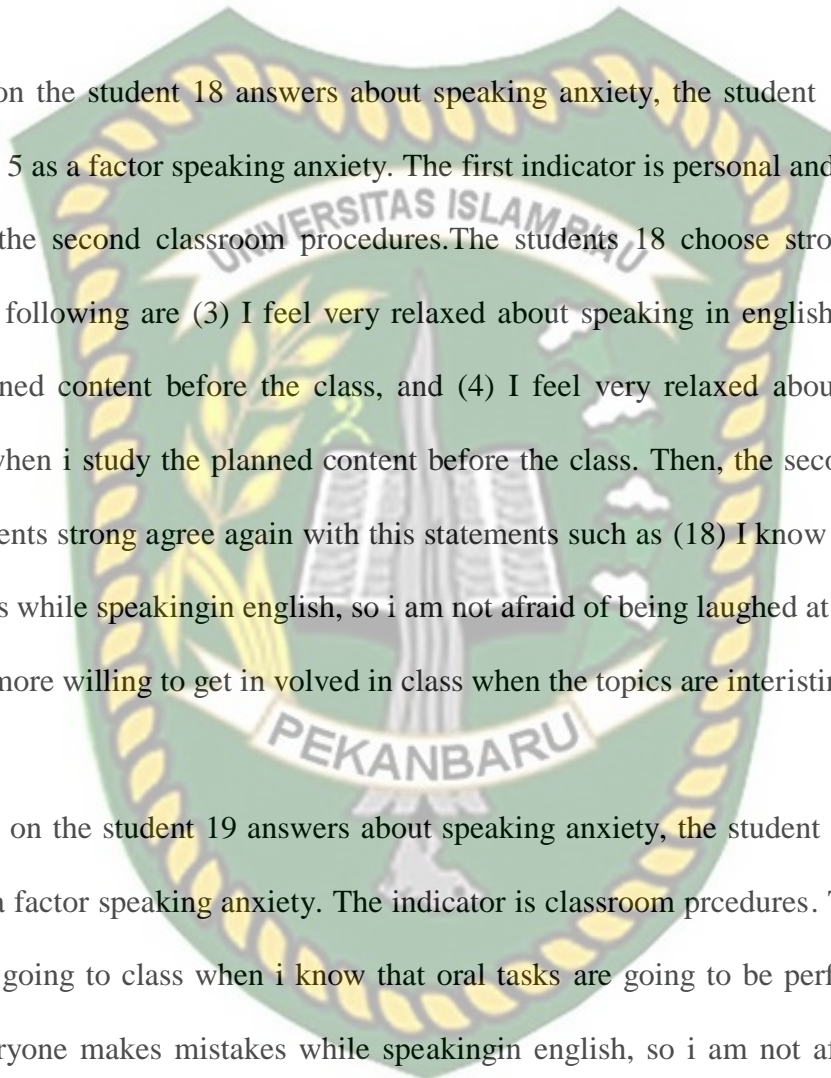 on the student 18 answers about speaking anxiety, the student
5 as a factor speaking anxiety. The first indicator is personal and
UNIVERSITAS ISLAM RIAU
the second classroom procedures.The students 18 choose stro
following are (3) I feel very relaxed about speaking in english
ned content before the class, and (4) I feel very relaxed abou
when i study the planned content before the class. Then, the seco
ents strong agree again with this statements such as (18) I know
s while speakingin english, so i am not afraid of being laughed at
more willing to get in volved in class when the topics are interistin
PEKANBARU
on the student 19 answers about speaking anxiety, the student
a factor speaking anxiety. The indicator is classroom prcedures. T
going to class when i know that oral tasks are going to be perf
ryone makes mistakes while speakingin english, so i am not af